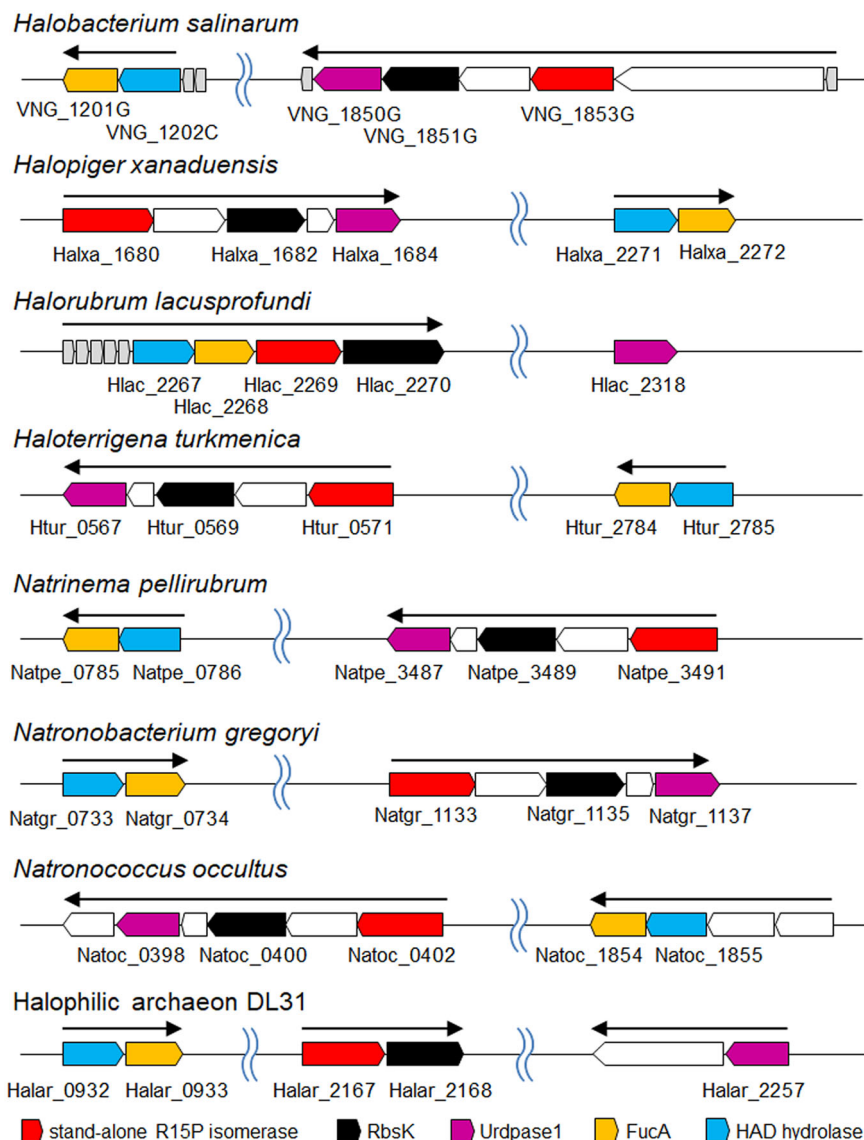 Halobacterium salinarum
VNG_1201G
VNG_1202C
VNG_1850G
VNG_1851G
VNG_1853G
Halopiger xanaduensis
Halxa_1680 Halxa_1682 Halxa_1684 Halxa_2271 Halxa_2272
Halorubrum lacusprofundi
Hlac_2267 Hlac_2269 Hlac_2318
Hlac_2268 Hlac_2270
Haloterrigena turkmenica
Htur_0567 Htur_0569 Htur_0571 Htur_2784 Htur_2785
Natrinema pellirubrum
Natpe_0785 Natpe_0786 Natpe_3487 Natpe_3489 Natpe_3491
Natronobacterium gregoryi
Natgr_0733 Natgr_0734 Natgr_1133 Natgr_1135 Natgr_1137
Natronococcus occultus
Natoc_0398 Natoc_0400 Natoc_0402 Natoc_1854 Natoc_1855
Halophilic archaeon DL31
Halar_0932 Halar_0933 Halar_2167 Halar_2168 Halar_2257
stand-alone R15P isomerase RbsK Urdpase1 FucA HAD hydrolase